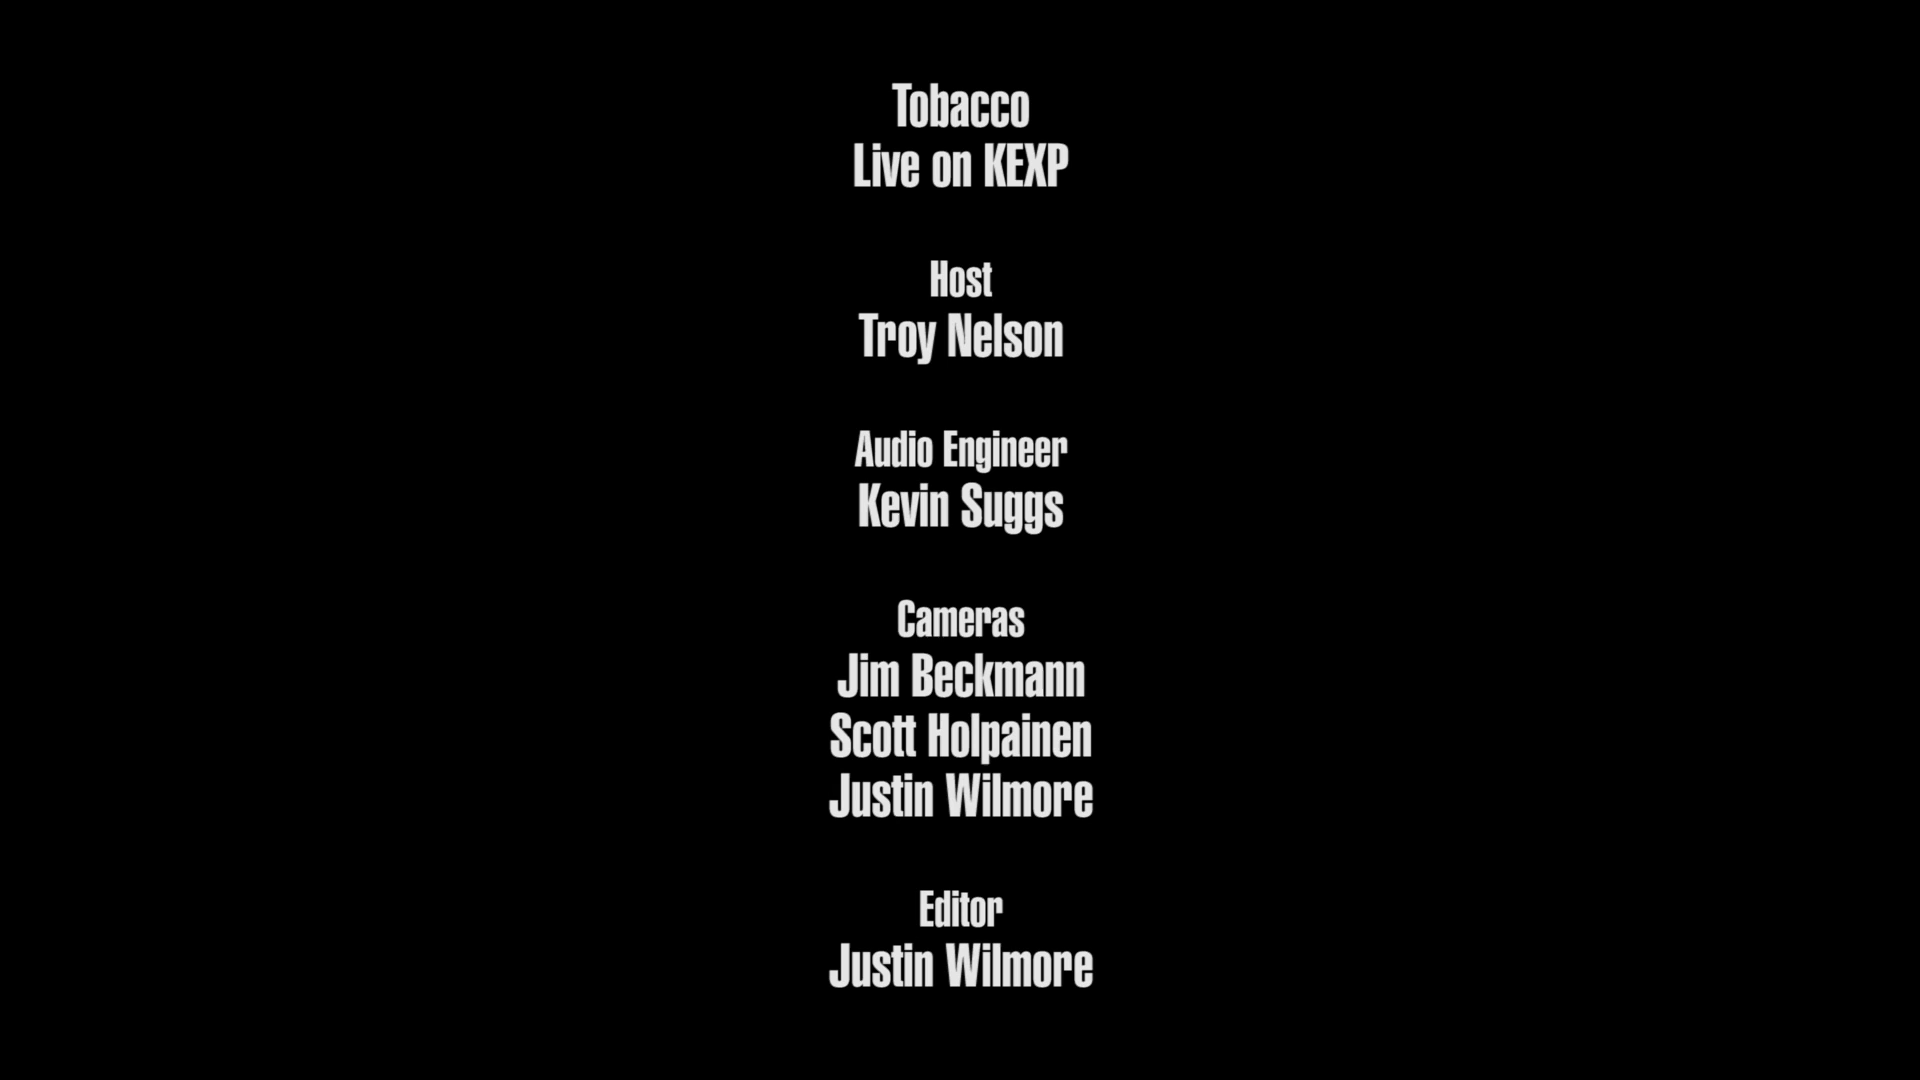 Tobacco
Live on KEXP
Host
Troy Nelson
Audio Engineer
Kevin Suggs
Cameras
Jim Beckmann
Scott Holpainen
Justin Wilmore
Editor
Justin Wilmore